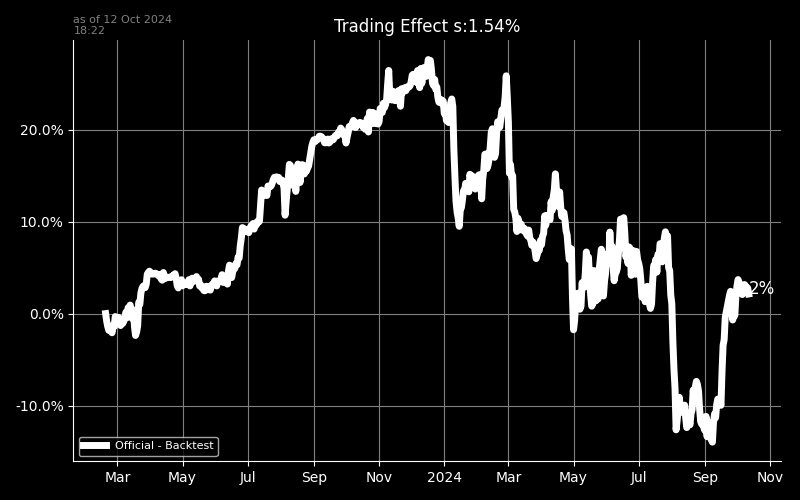 as of 12 Oct 2024
18:22
Trading Effect s:1.54%
20.0%
10.0%
0.0%
-10.0%
2%
Official - Backtest
Mar May Jul Sep Nov 2024 Mar May Jul Sep Nov